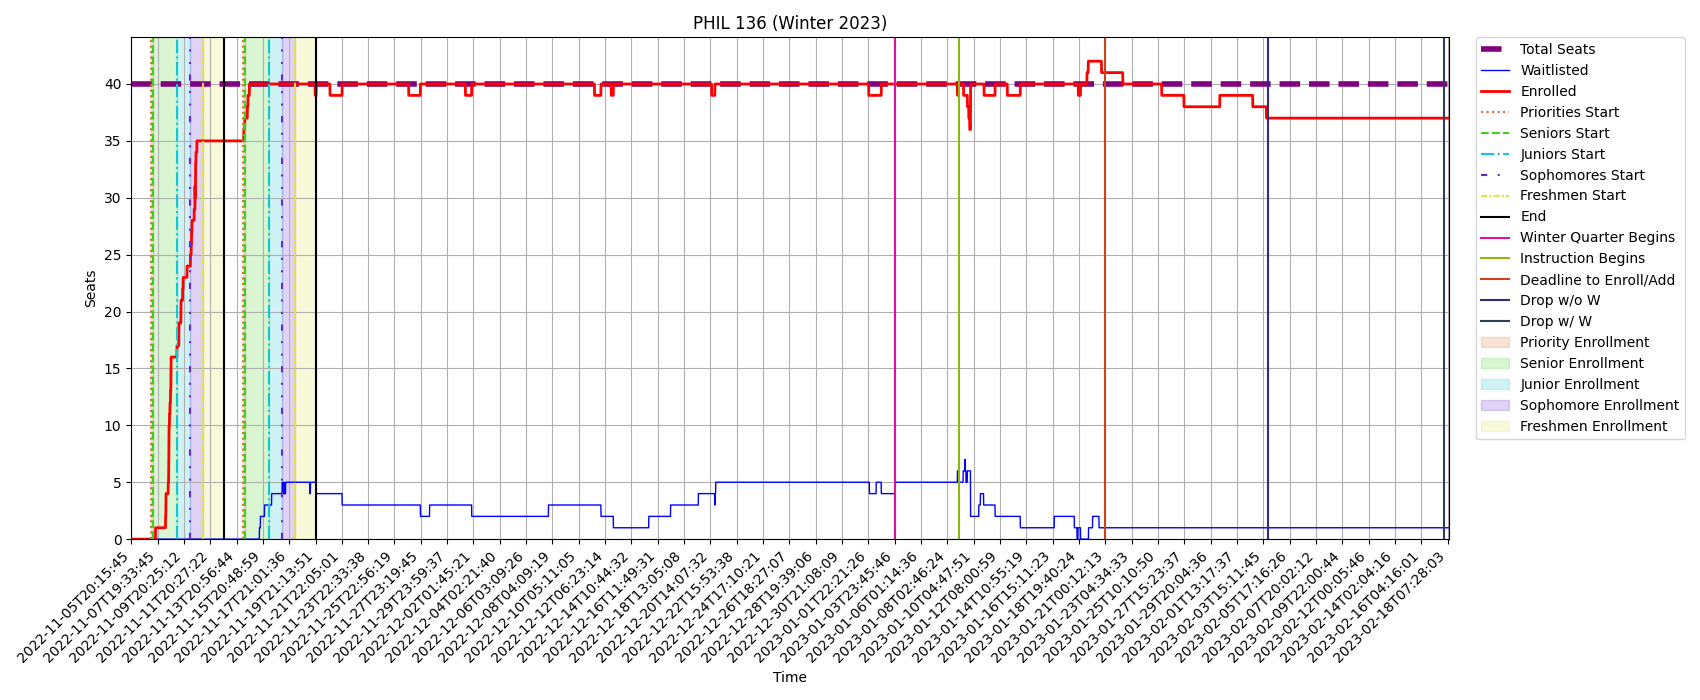 PHIL 136 (Winter 2023)
Seats
40
35
30
25
20
15
10
5
0
2022-11-05T20:15:45
2022-11-07T19:33:45
2022-11-09T20:25:12
2022-11-11T20:27:22
2022-11-13T20:56:44
2022-11-15T20:48:59
2022-11-17T21:01:36
2022-11-19T21:13:51
2022-11-21T22:05:01
2022-11-23T22:33:38
2022-11-25T22:56:19
2022-11-27T23:19:45
2022-11-29T23:59:37
2022-12-02T01:45:21
2022-12-04T02:21:40
2022-12-06T03:09:26
2022-12-08T04:09:19
2022-12-10T05:11:05
2022-12-12T06:23:14
2022-12-14T10:44:32
2022-12-16T11:49:31
2022-12-18T13:05:08
2022-12-20T14:07:32
2022-12-22T15:53:38
2022-12-24T17:10:21
2022-12-26T18:27:07
2022-12-28T19:39:06
2022-12-30T21:08:09
2023-01-01T22:21:26
2023-01-03T23:45:46
2023-01-06T01:14:36
2023-01-08T02:46:24
2023-01-10T04:47:51
2023-01-12T08:00:59
2023-01-14T10:55:19
2023-01-16T15:11:23
2023-01-18T19:40:24
2023-01-21T00:12:13
2023-01-23T04:34:33
2023-01-25T10:10:50
2023-01-27T15:23:37
2023-01-29T20:04:36
2023-02-01T13:17:37
2023-02-03T15:11:45
2023-02-05T17:16:26
2023-02-07T20:02:12
2023-02-09T22:00:44
2023-02-12T00:05:46
2023-02-14T02:04:16
2023-02-16T04:16:01
2023-02-18T07:28:03
Time
Total Seats
Waitlisted
Enrolled
Priorities Start
Seniors Start
Juniors Start
Sophomores Start
Freshmen Start
End
Winter Quarter Begins
Instruction Begins
Deadline to Enroll/Add
Drop w/o W
Drop w/ W
Priority Enrollment
Senior Enrollment
Junior Enrollment
Sophomore Enrollment
Freshmen Enrollment